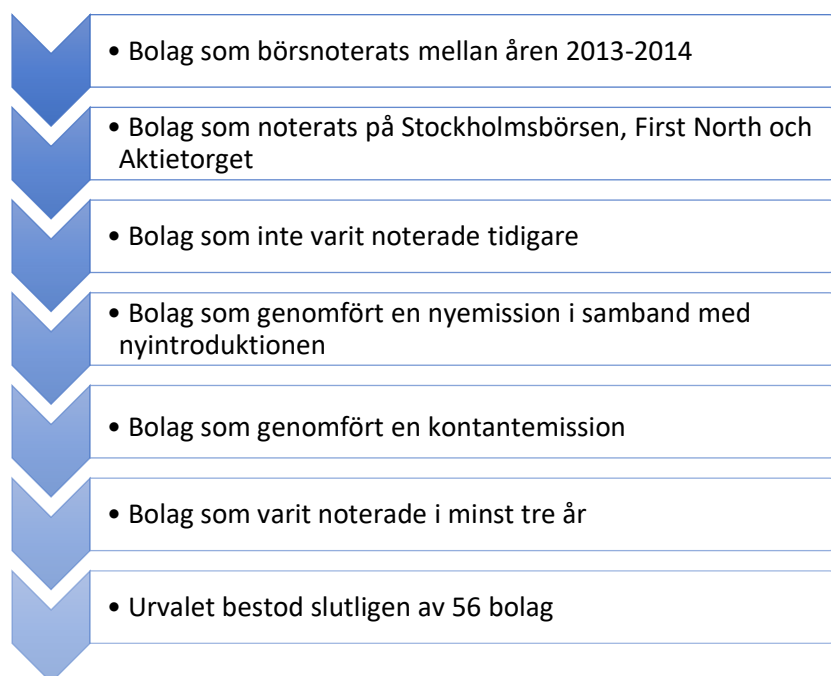 • Bolag som börsnoterats mellan åren 2013-2014
• Bolag som noterats på Stockholmsbörsen, First North och
Aktietorget
• Bolag som inte varit noterade tidigare
• Bolag som genomfört en nyemission i samband med
nyintroduktionen
• Bolag som genomfört en kontantemission
• Bolag som varit noterade i minst tre år
• Urvalet bestod slutligen av 56 bolag